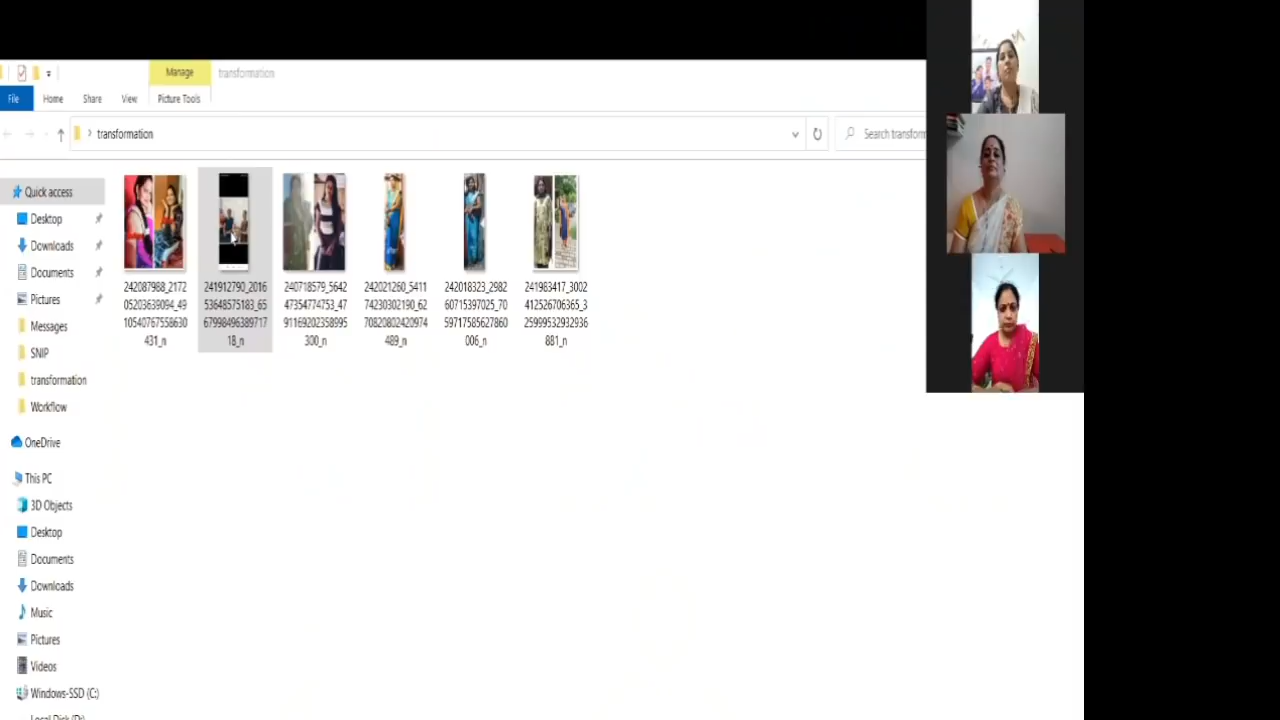 Manage
transformation
File
Home
Share
View
Picture Tools
transformation
Search transform
Quick access
Desktop
Downloads
Documents
Pictures
Messages
SNIP
transformation
Workflow
OneDrive
This PC
3D Objects
Desktop
Documents
Downloads
Music
Pictures
Videos
Windows-SSD (C:)
Local Disk (D:)
242087988_2172
05203639094_49
10540767558630
431_n
241912790_2016
53648575183_65
67998496389717
18_n
240718579_5642
47354774753_47
91169202358995
300_n
242021260_5411
74230302190_62
70820802420974
489_n
242018323_2982
60715397025_70
59717585627860
006_n
241983417_3002
412526706365_3
25999532932936
881_n